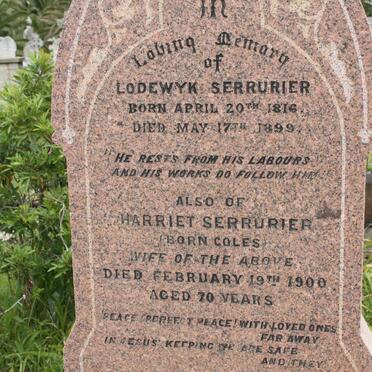 In
Loving Memory
of
LODEWYK SERRURIER
BORN APRIL 20TH 1816.
DIED MAY 17TH 1899.
"HE RESTS FROM HIS LABOURS
AND HIS WORKS DO FOLLOW HIM"
ALSO OF
HARRIET SERRURIER
(BORN COLES)
WIFE OF THE ABOVE
DIED FEBRUARY 19TH 1900
AGED 70 YEARS
PEACE PERFECT PEACE! WITH LOVED ONES
FAR AWAY
IN JESUS' KEEPING WE ARE SAFE
AND THEY